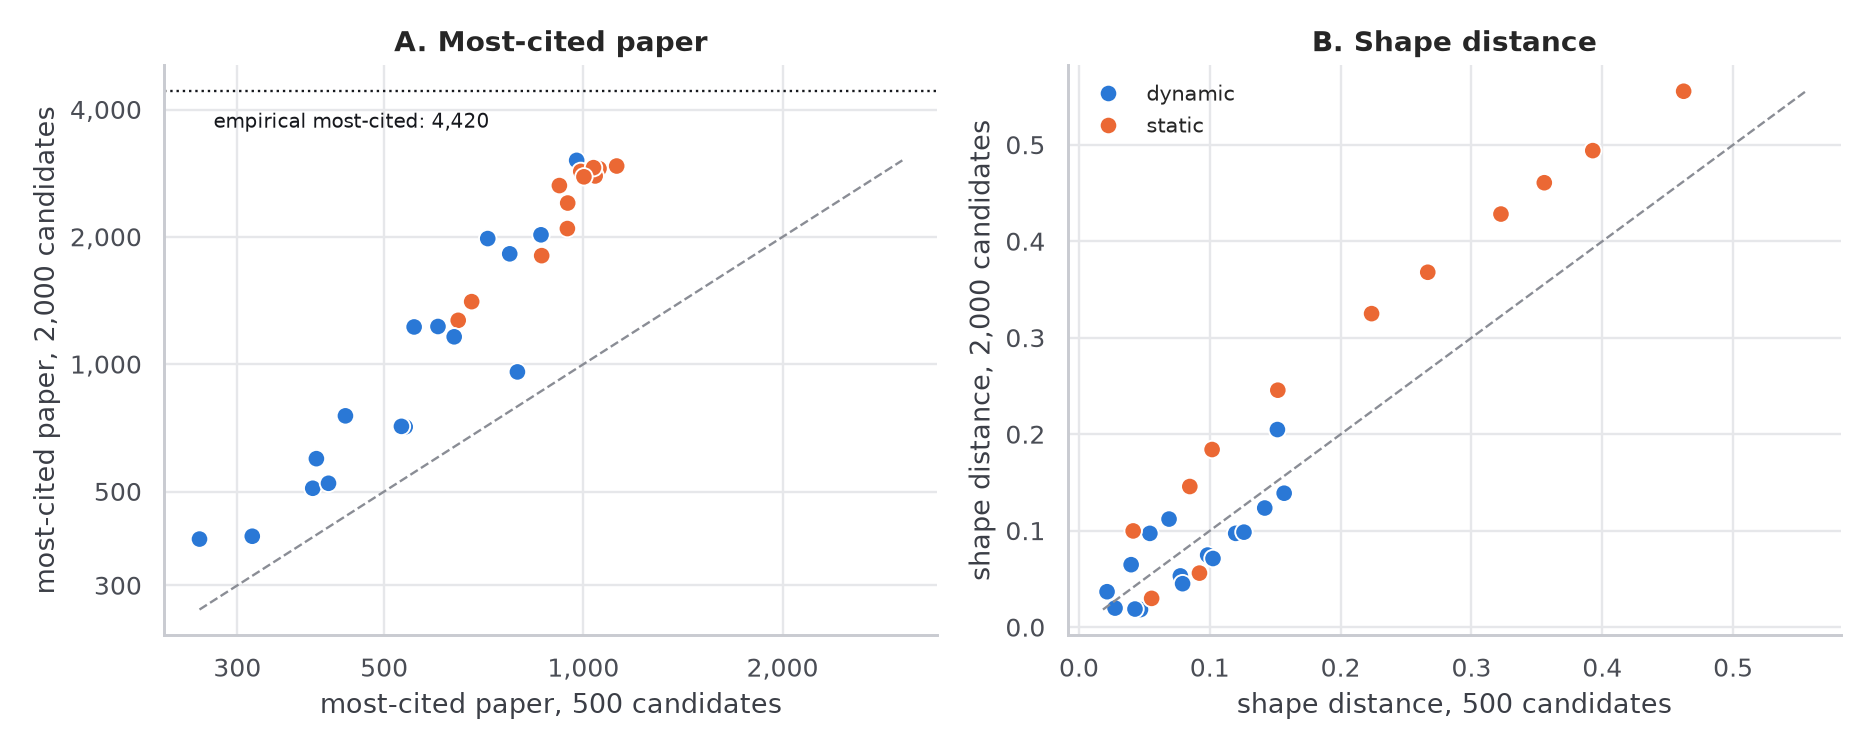 A. Most-cited paper
4,000
2,000
1,000
500
300
most-cited paper, 2,000 candidates
empirical most-cited: 4,420
300
500
1,000
2,000
most-cited paper, 500 candidates
B. Shape distance
dynamic
static
0.5
0.4
0.3
0.2
0.1
0.0
shape distance, 2,000 candidates
0.0
0.1
0.2
0.3
0.4
0.5
shape distance, 500 candidates